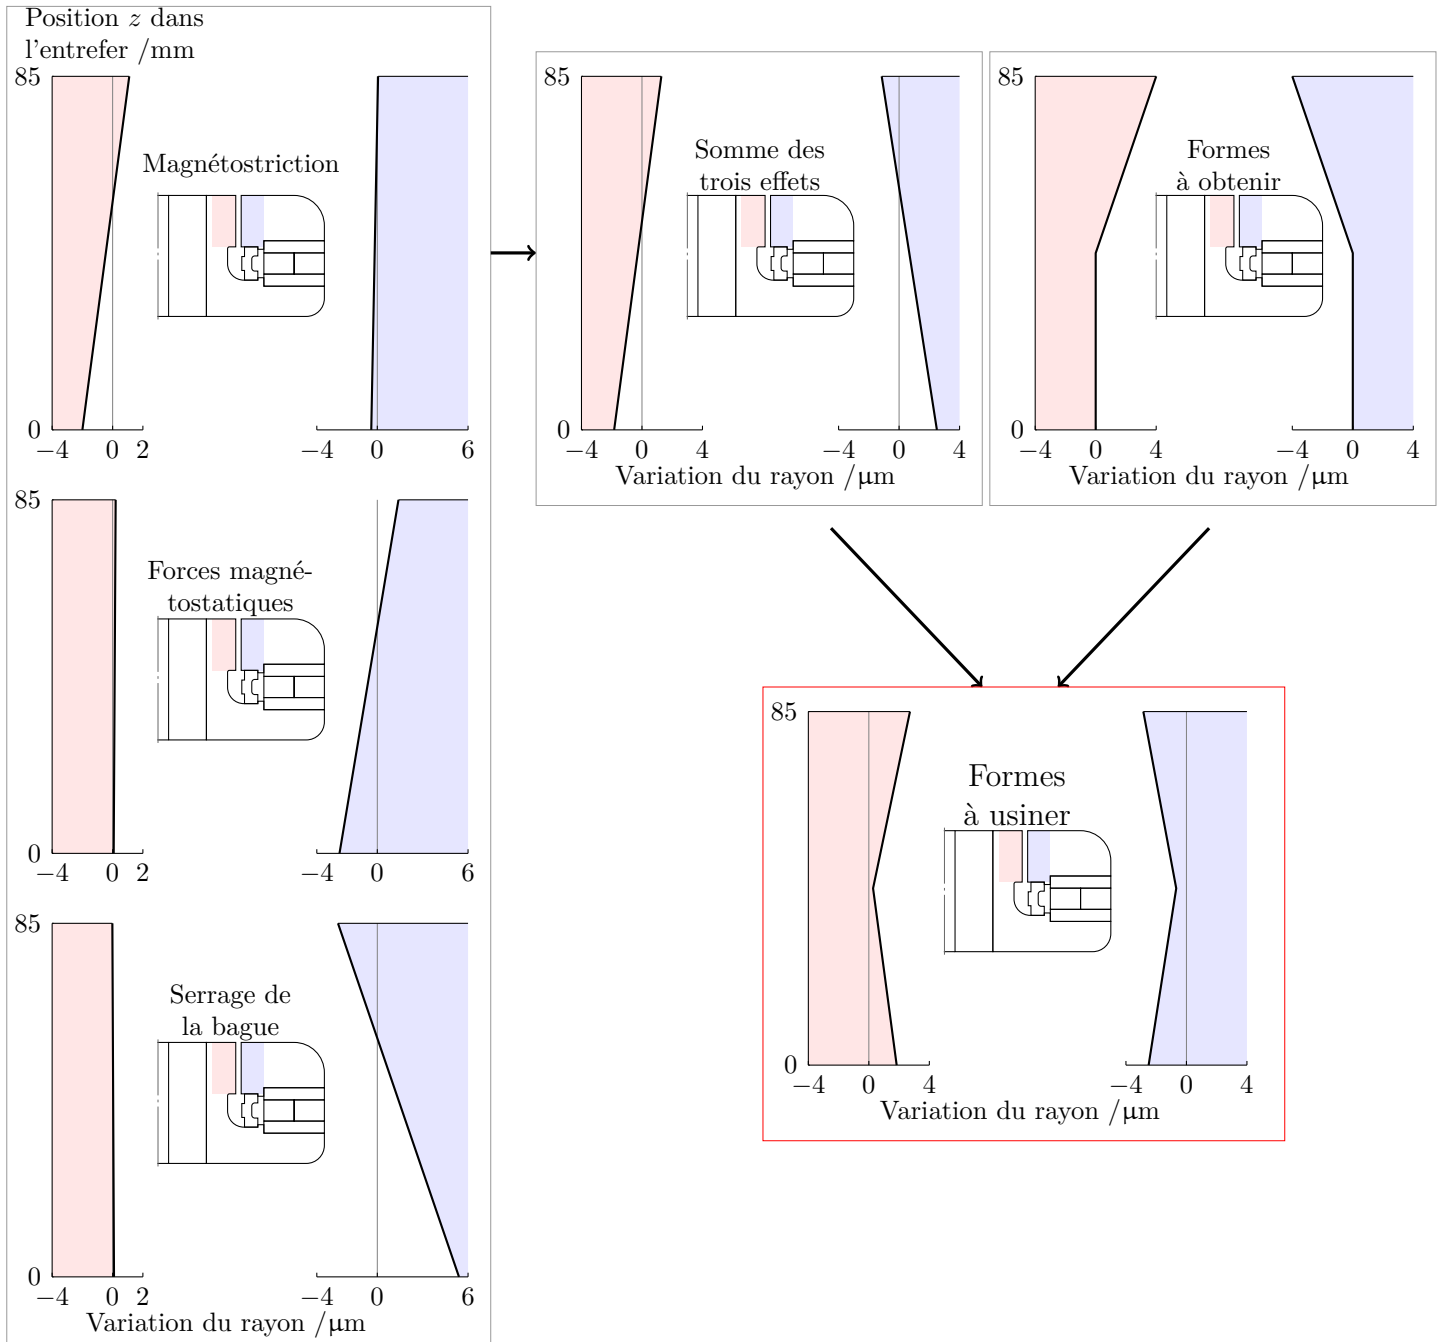 Position z dans
l'entrefer /mm
85
Magnétostriction
0
−4 0 2
−4 0 6
85
Forces magné-
tostatiques
0
−4 0 2
−4 0 6
85
Serrage de
la bague
0
−4 0 2
−4 0 6
Variation du rayon /μm
85
Somme des
trois effets
0
−4 0 4
−4 0 4
Variation du rayon /μm
85
Formes
à obtenir
0
−4 0 4
−4 0 4
Variation du rayon /μm
85
Formes
à usiner
0
−4 0 4
−4 0 4
Variation du rayon /μm